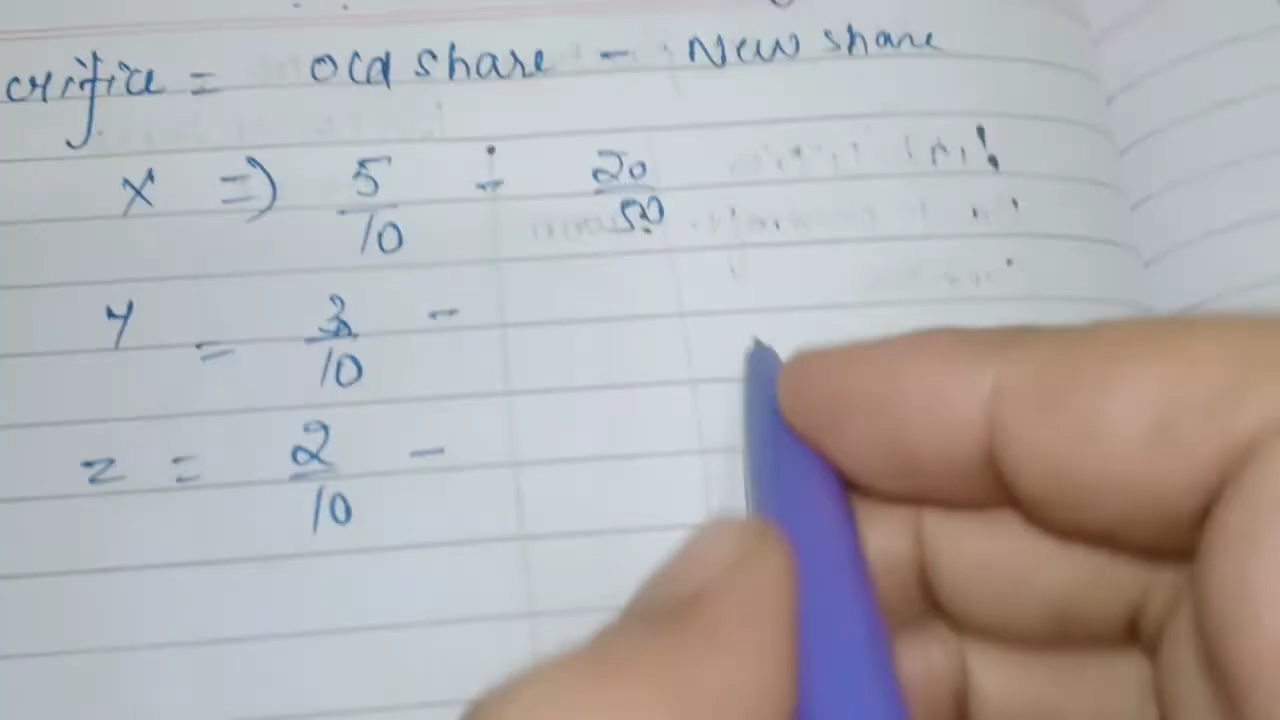 crifice = old share - New share
X => 5/10 - 20/50
Y = 3/10 -
Z = 2/10 -